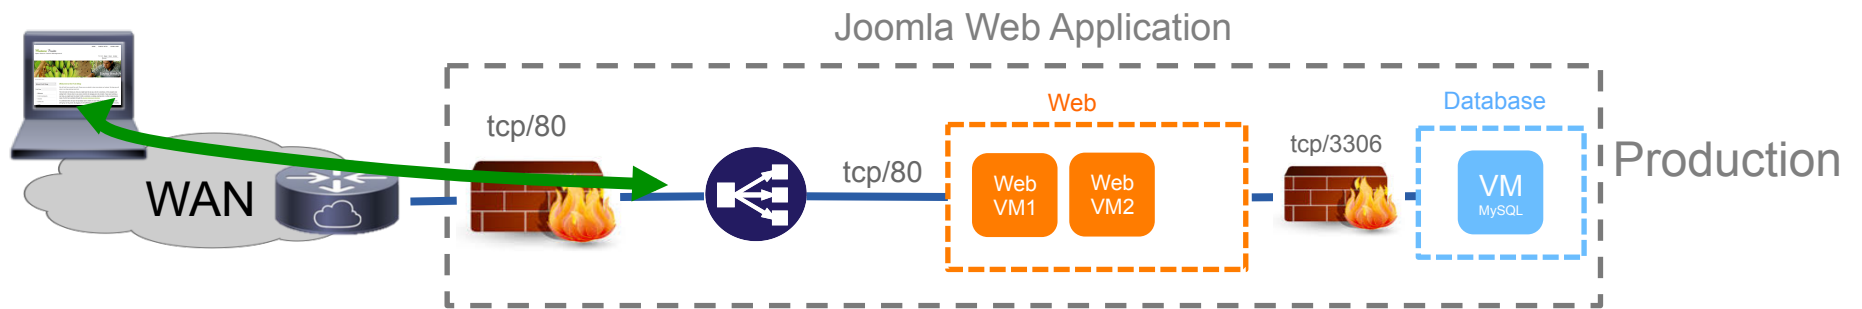 Joomla Web Application
tcp/80
WAN
tcp/80
Web
Web
VM1
Web
VM2
tcp/3306
Database
VM
MySQL
Production